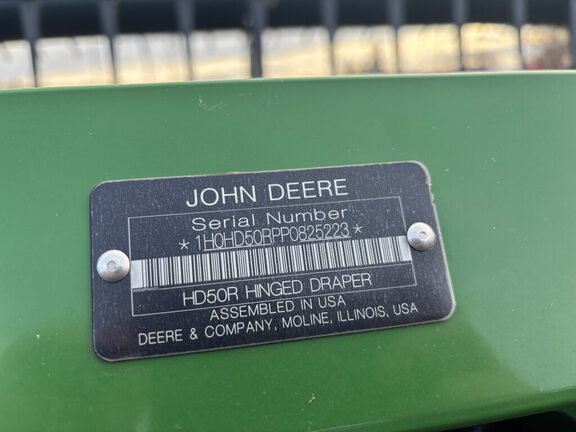 JOHN DEERE
Serial Number
*1H0HD50RPP0825223*
HD50R HINGED DRAPER
ASSEMBLED IN USA
DEERE & COMPANY, MOLINE, ILLINOIS, USA